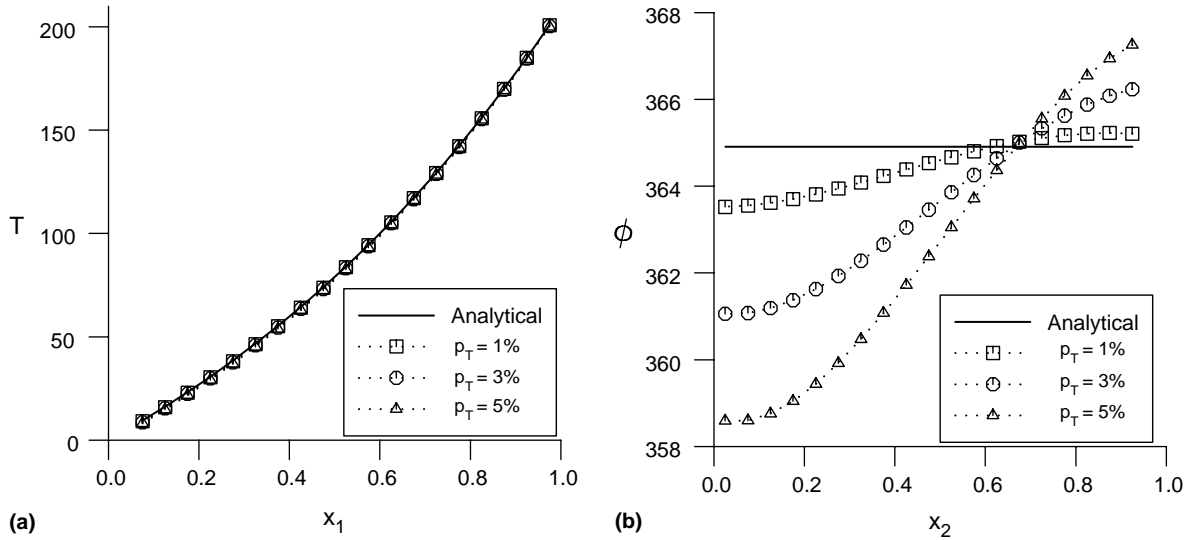 200
150
T
100
50
0
0.0 0.2 0.4 0.6 0.8 1.0
x_1
Analytical
p_T = 1%
p_T = 3%
p_T = 5%
(a)
368
366
364
ϕ
362
360
358
0.0 0.2 0.4 0.6 0.8 1.0
x_2
Analytical
p_T = 1%
p_T = 3%
p_T = 5%
(b)